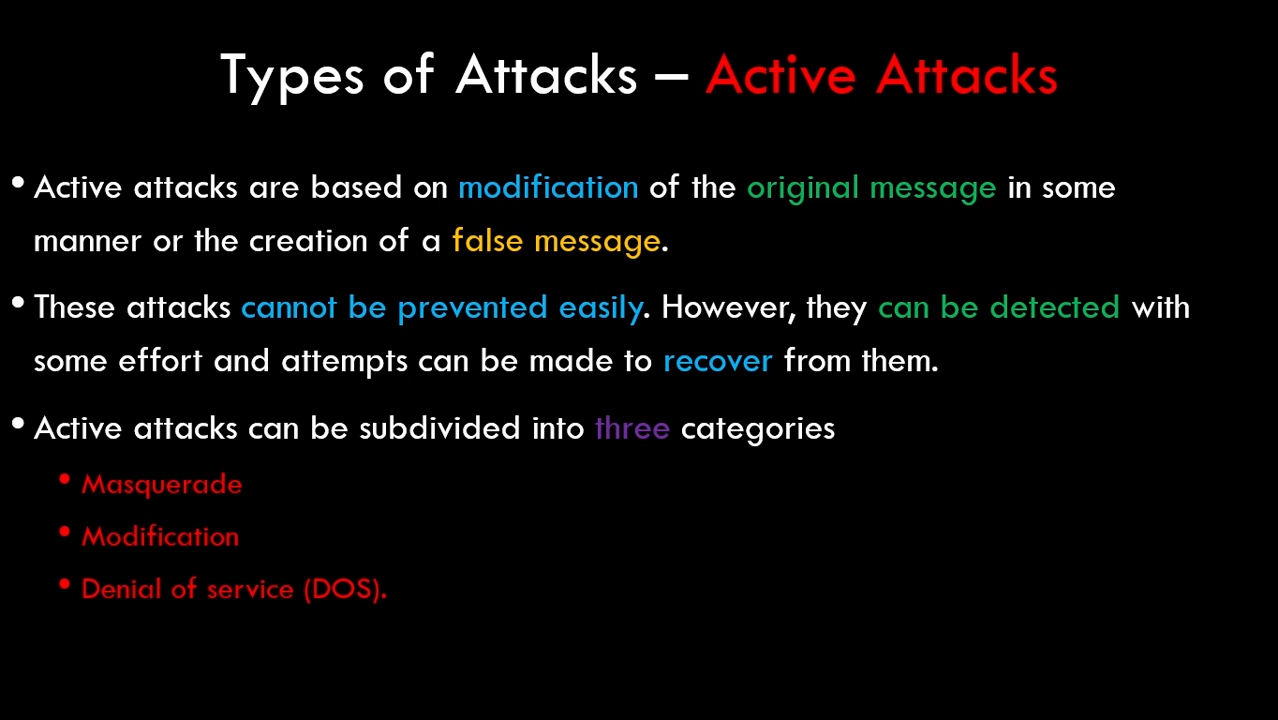 Types of Attacks – Active Attacks
• Active attacks are based on modification of the original message in some
manner or the creation of a false message.
• These attacks cannot be prevented easily. However, they can be detected with
some effort and attempts can be made to recover from them.
• Active attacks can be subdivided into three categories
• Masquerade
• Modification
• Denial of service (DOS).